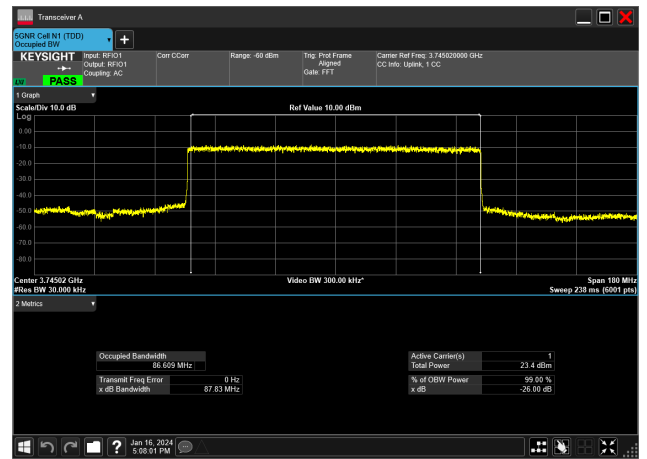 Transceiver A
5GNR Cell N1 (TDD)
Occupied BW
KEYSIGHT
Input: RFIO1
Output: RFIO1
Coupling: AC
Corr CCorr
Range: -60 dBm
Trig: Prot Frame
Aligned
Gate: FFT
Carrier Ref Freq: 3.745020000 GHz
CC Info: Uplink, 1 CC
LW PASS
1 Graph
Scale/Div 10.0 dB
Ref Value 10.00 dBm
Log
0.00
-10.0
-20.0
-30.0
-40.0
-50.0
-60.0
-70.0
-80.0
Center 3.74502 GHz
Video BW 300.00 kHz*
Span 180 MHz
#Res BW 30.000 kHz
Sweep 238 ms (6001 pts)
2 Metrics
Occupied Bandwidth
86.609 MHz
Active Carrier(s) 1
Total Power 23.4 dBm
Transmit Freq Error 0 Hz
x dB Bandwidth 87.83 MHz
% of OBW Power 99.00 %
x dB -26.00 dB
?
Jan 16, 2024
5:08:01 PM